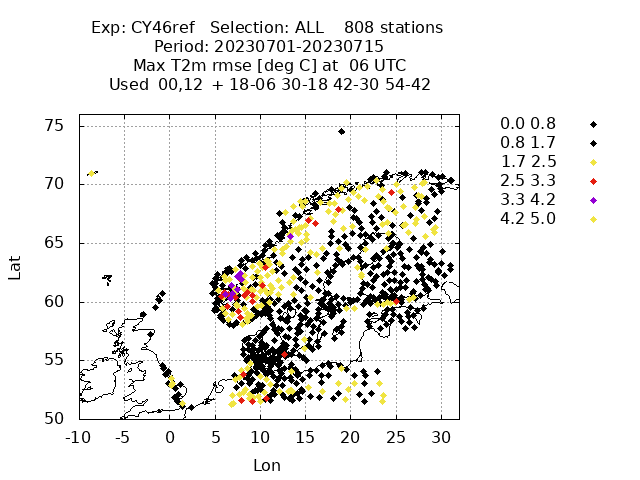 Exp: CY46ref   Selection: ALL    808 stations
Period: 20230701-20230715
Max T2m rmse [deg C] at  06 UTC
Used  00,12  + 18-06 30-18 42-30 54-42
0.0 0.8
0.8 1.7
1.7 2.5
2.5 3.3
3.3 4.2
4.2 5.0
75
70
65
60
55
50
Lat
-10 -5 0 5 10 15 20 25 30
Lon